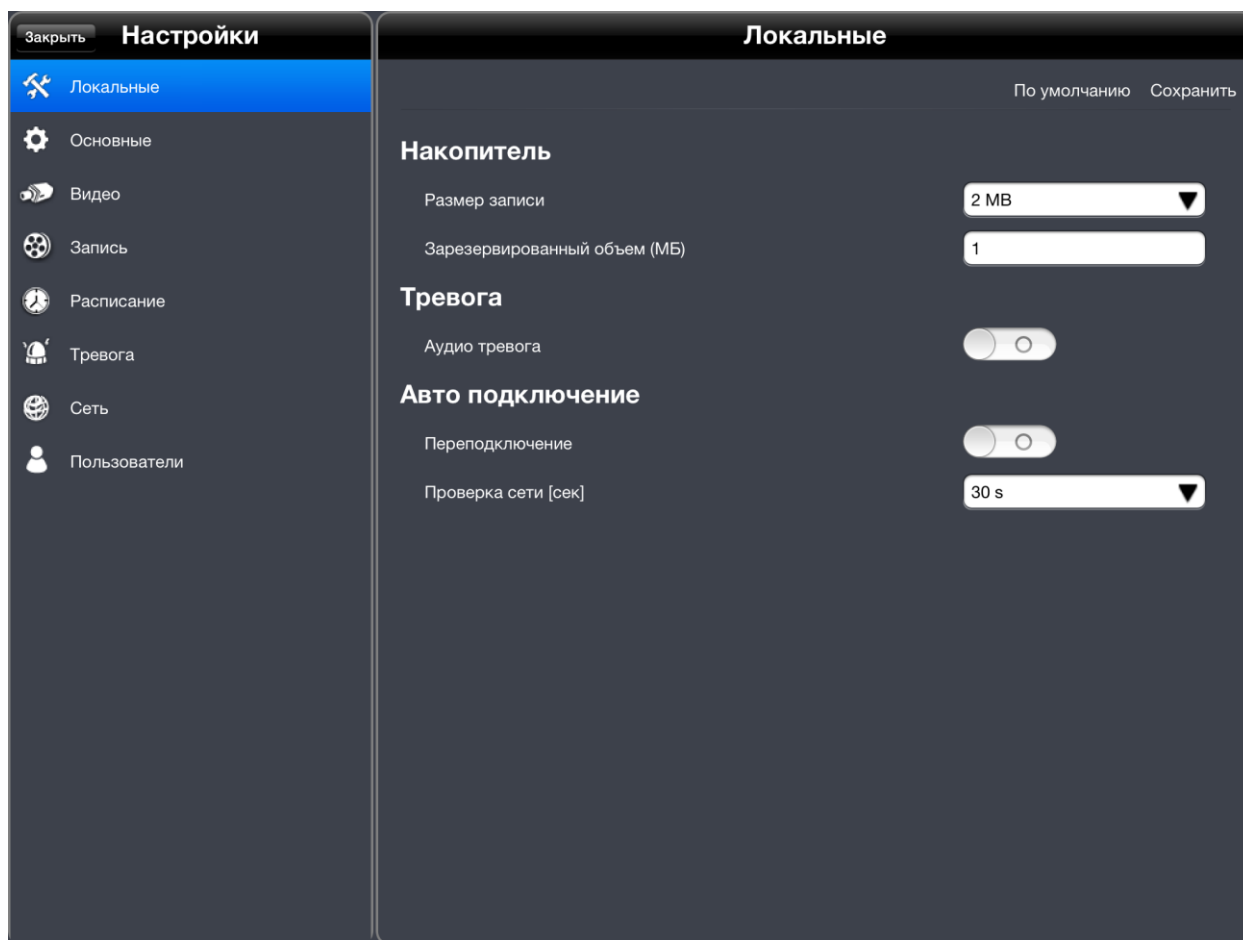 Закрыть Настройки
Локальные
Основные
Видео
Запись
Расписание
Тревога
Сеть
Пользователи
Локальные
По умолчанию Сохранить
Накопитель
Размер записи 2 MB
Зарезервированный объем (МБ) 1
Тревога
Аудио тревога
Авто подключение
Переподключение
Проверка сети [сек] 30 s